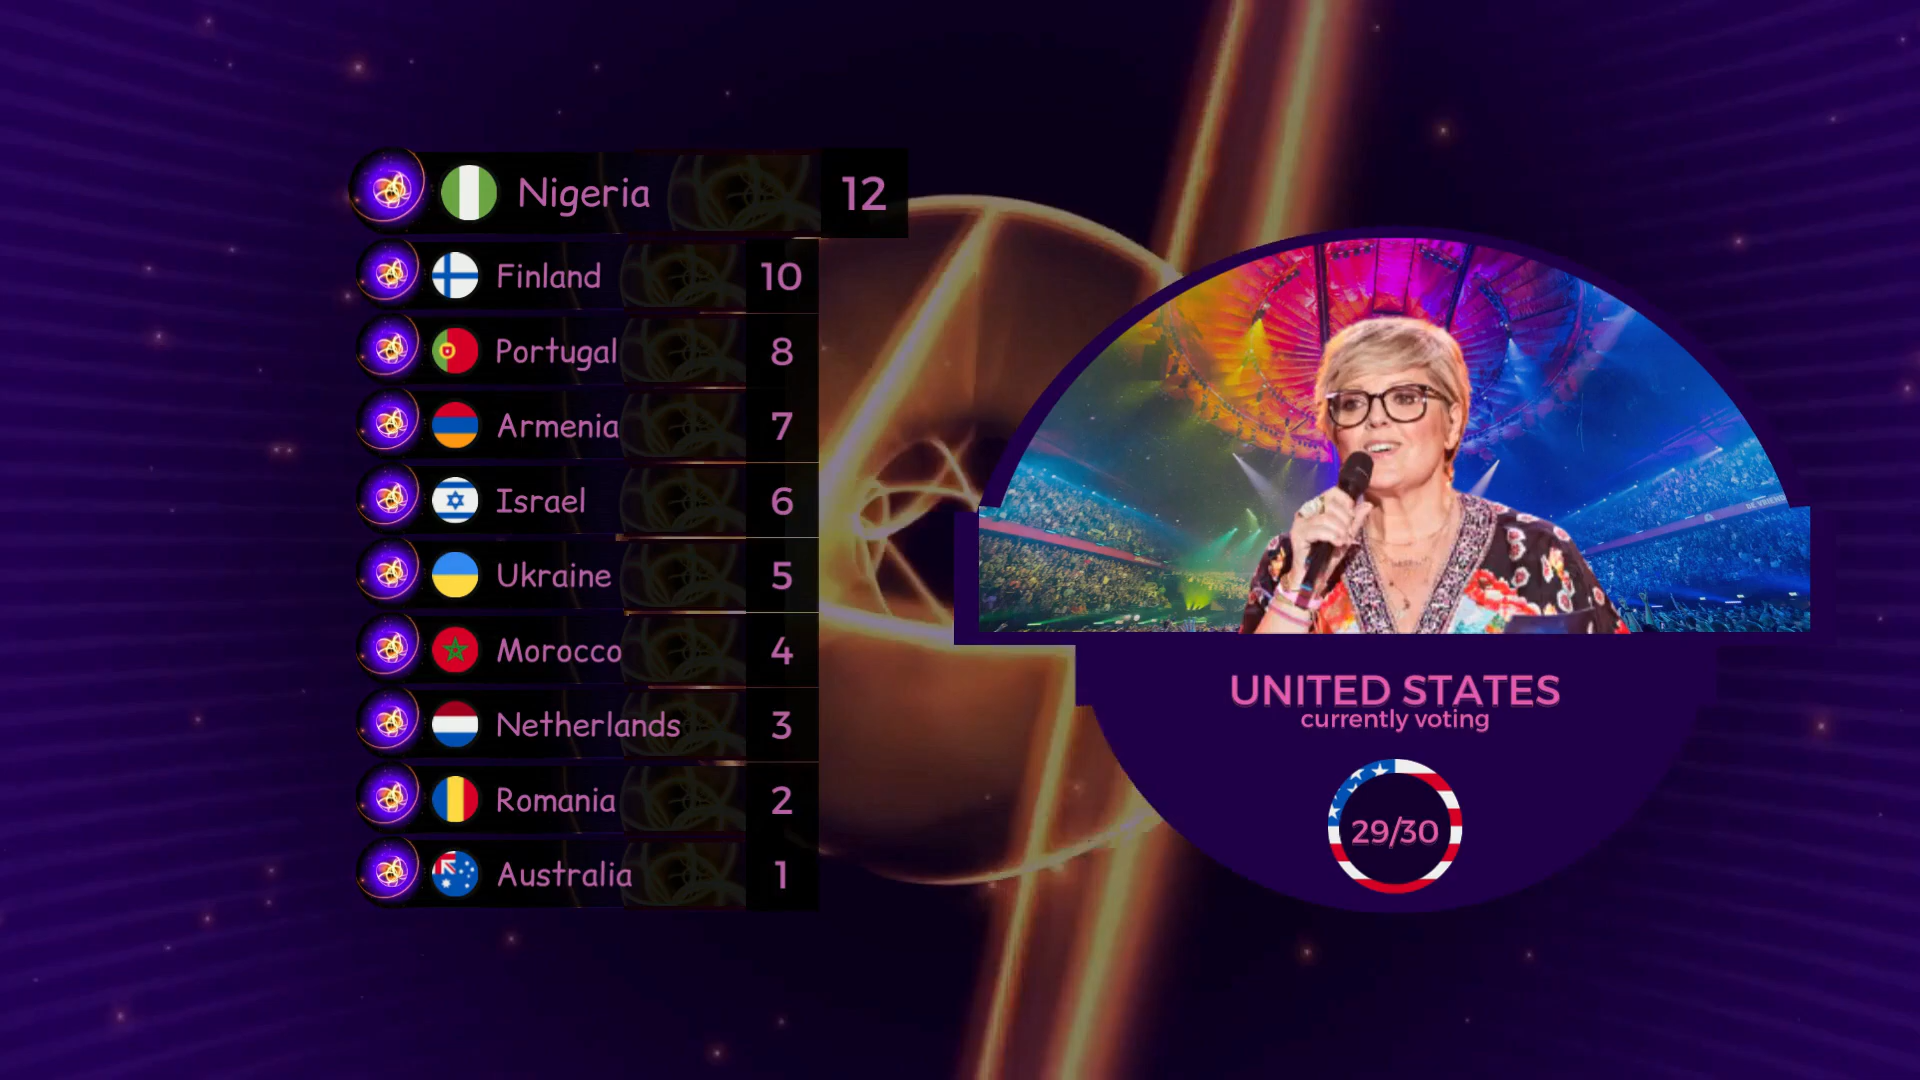 Nigeria 12
Finland 10
Portugal 8
Armenia 7
Israel 6
Ukraine 5
Morocco 4
Netherlands 3
Romania 2
Australia 1
UNITED STATES
currently voting
29/30